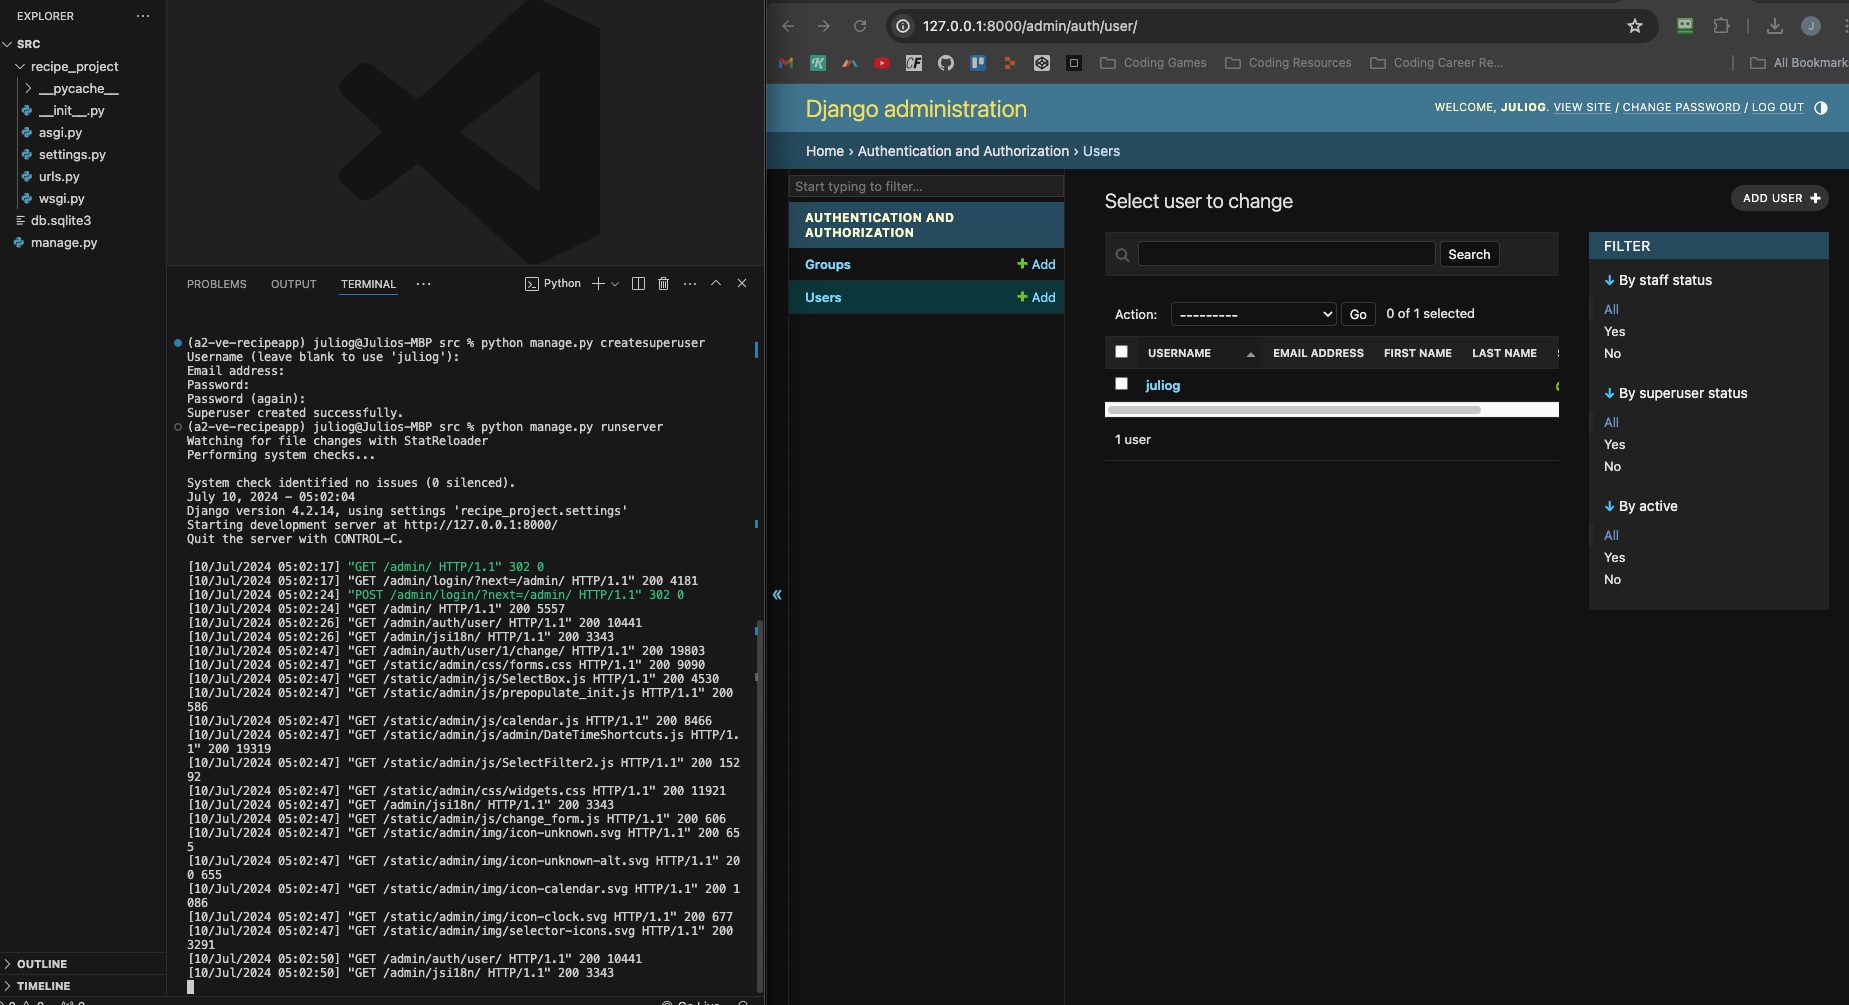 EXPLORER
SRC
recipe_project
__pycache__
__init__.py
asgi.py
settings.py
urls.py
wsgi.py
db.sqlite3
manage.py
OUTLINE
TIMELINE
PROBLEMS
OUTPUT
TERMINAL
Python
(a2-ve-recipeapp) juliog@Julios-MBP src % python manage.py createsuperuser
Username (leave blank to use 'juliog'):
Email address:
Password:
Password (again):
Superuser created successfully.
(a2-ve-recipeapp) juliog@Julios-MBP src % python manage.py runserver
Watching for file changes with StatReloader
Performing system checks...
System check identified no issues (0 silenced).
July 10, 2024 - 05:02:04
Django version 4.2.14, using settings 'recipe_project.settings'
Starting development server at http://127.0.0.1:8000/
Quit the server with CONTROL-C.
[10/Jul/2024 05:02:17] "GET /admin/ HTTP/1.1" 302 0
[10/Jul/2024 05:02:17] "GET /admin/login/?next=/admin/ HTTP/1.1" 200 4181
[10/Jul/2024 05:02:24] "POST /admin/login/?next=/admin/ HTTP/1.1" 302 0
[10/Jul/2024 05:02:24] "GET /admin/ HTTP/1.1" 200 5557
[10/Jul/2024 05:02:26] "GET /admin/auth/user/ HTTP/1.1" 200 10441
[10/Jul/2024 05:02:26] "GET /admin/jsi18n/ HTTP/1.1" 200 3343
[10/Jul/2024 05:02:47] "GET /admin/auth/user/1/change/ HTTP/1.1" 200 19803
[10/Jul/2024 05:02:47] "GET /static/admin/css/forms.css HTTP/1.1" 200 9090
[10/Jul/2024 05:02:47] "GET /static/admin/js/SelectBox.js HTTP/1.1" 200 4530
[10/Jul/2024 05:02:47] "GET /static/admin/js/prepopulate_init.js HTTP/1.1" 200
586
[10/Jul/2024 05:02:47] "GET /static/admin/js/calendar.js HTTP/1.1" 200 8466
[10/Jul/2024 05:02:47] "GET /static/admin/js/admin/DateTimeShortcuts.js HTTP/1.
1" 200 19319
[10/Jul/2024 05:02:47] "GET /static/admin/js/SelectFilter2.js HTTP/1.1" 200 152
92
[10/Jul/2024 05:02:47] "GET /static/admin/css/widgets.css HTTP/1.1" 200 11921
[10/Jul/2024 05:02:47] "GET /admin/jsi18n/ HTTP/1.1" 200 3343
[10/Jul/2024 05:02:47] "GET /static/admin/js/change_form.js HTTP/1.1" 200 606
[10/Jul/2024 05:02:47] "GET /static/admin/img/icon-unknown.svg HTTP/1.1" 200 65
5
[10/Jul/2024 05:02:47] "GET /static/admin/img/icon-unknown-alt.svg HTTP/1.1" 20
0 655
[10/Jul/2024 05:02:47] "GET /static/admin/img/icon-calendar.svg HTTP/1.1" 200 1
086
[10/Jul/2024 05:02:47] "GET /static/admin/img/icon-clock.svg HTTP/1.1" 200 677
[10/Jul/2024 05:02:47] "GET /static/admin/img/selector-icons.svg HTTP/1.1" 200
3291
[10/Jul/2024 05:02:50] "GET /admin/auth/user/ HTTP/1.1" 200 10441
[10/Jul/2024 05:02:50] "GET /admin/jsi18n/ HTTP/1.1" 200 3343
127.0.0.1:8000/admin/auth/user/
J
Coding Games
Coding Resources
Coding Career Re...
All Bookmark
Django administration
WELCOME, JULIOG. VIEW SITE / CHANGE PASSWORD / LOG OUT
Home › Authentication and Authorization › Users
Start typing to filter...
AUTHENTICATION AND
AUTHORIZATION
Groups
+ Add
Users
+ Add
«
Select user to change
ADD USER +
Search
Action:
---------
Go
0 of 1 selected
USERNAME
EMAIL ADDRESS
FIRST NAME
LAST NAME
juliog
1 user
FILTER
↓ By staff status
All
Yes
No
↓ By superuser status
All
Yes
No
↓ By active
All
Yes
No